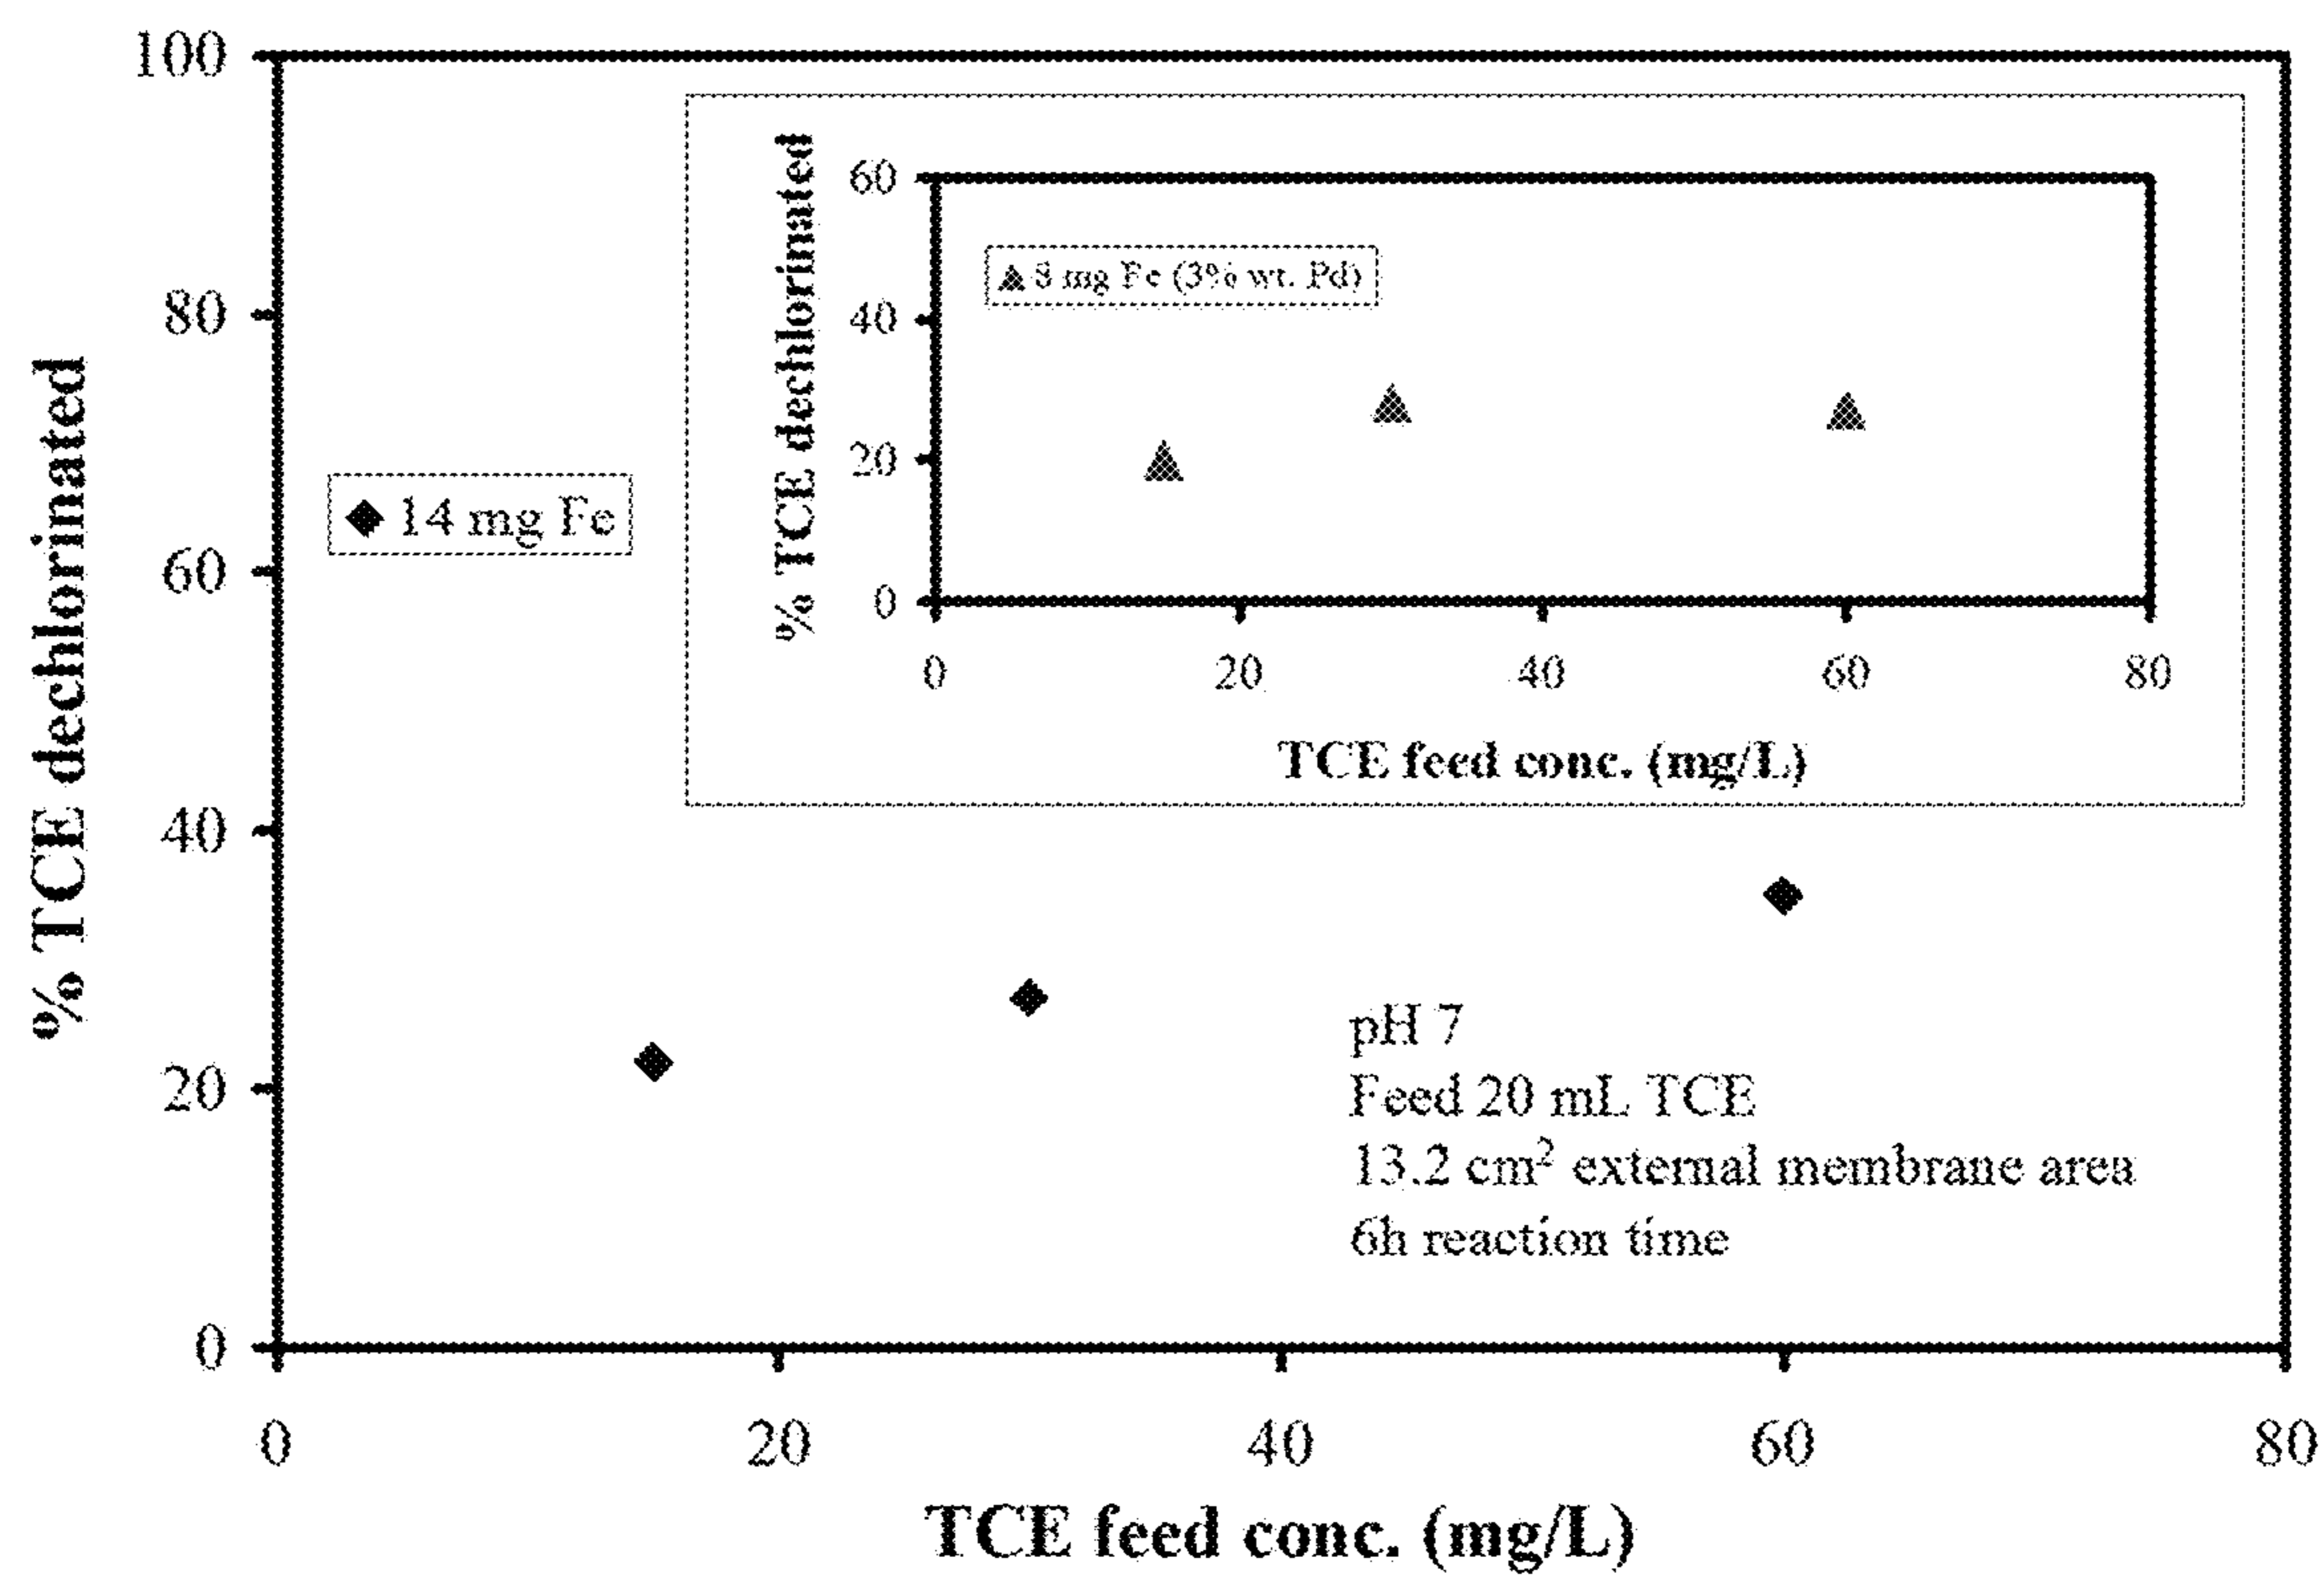 100
80
60
40
20
0
% TCE dechlorinated
14 mg Fe
60
40
20
0
% TCE dechlorinated
8 mg Fe (3% wt. Pd)
0 20 40 60 80
TCE feed conc. (mg/L)
pH 7
Feed 20 mL TCE
13.2 cm² external membrane area
6h reaction time
0 20 40 60 80
TCE feed conc. (mg/L)